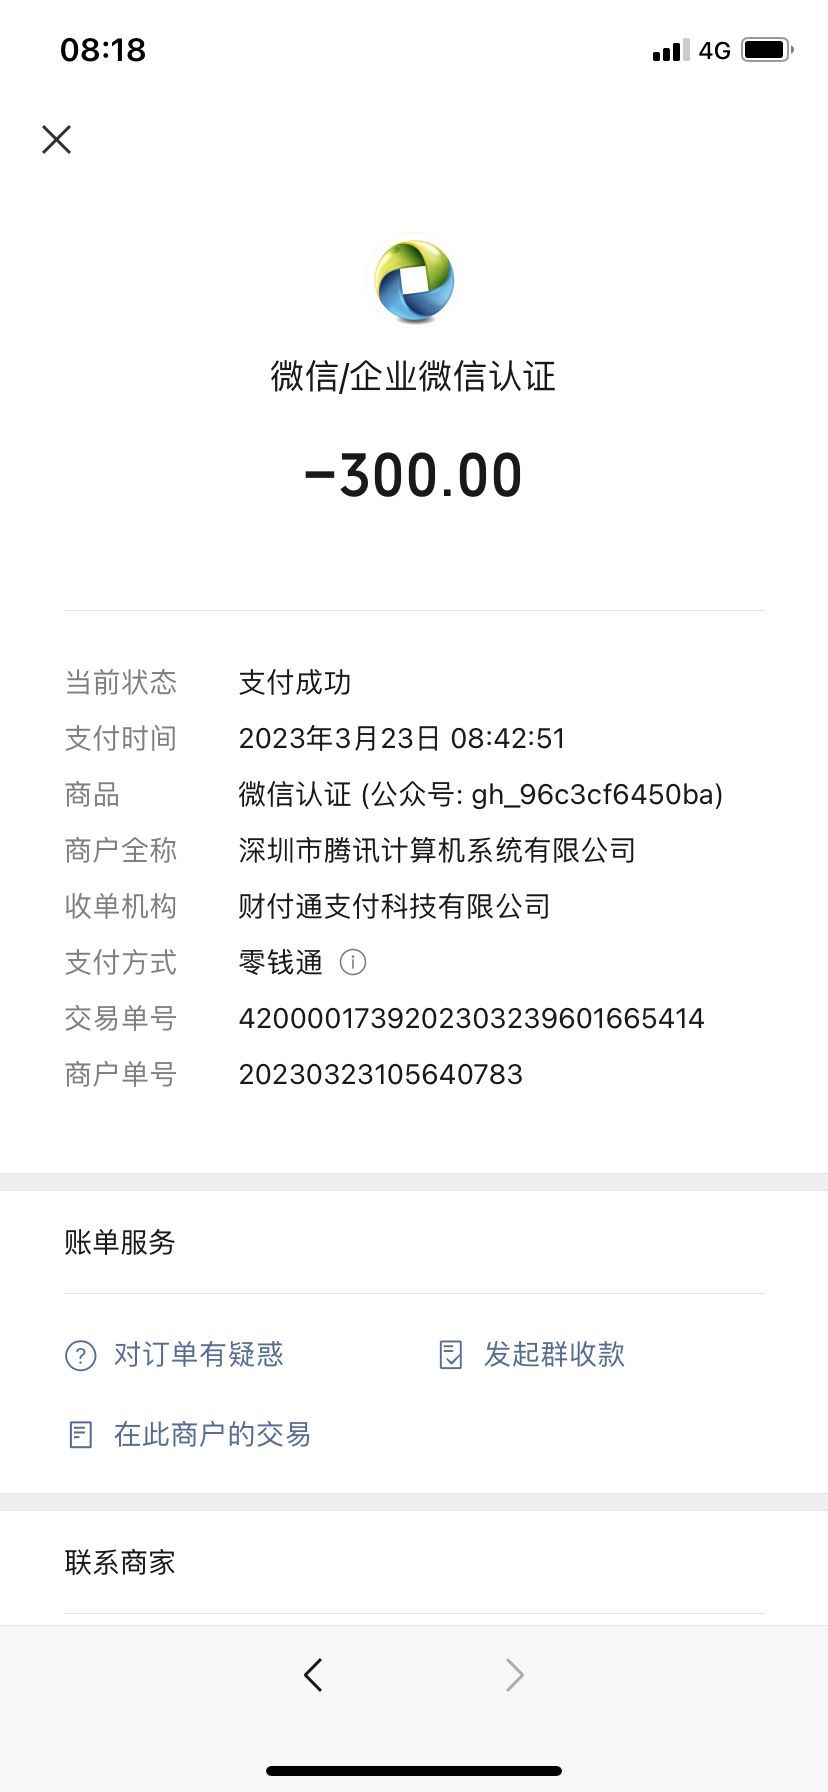 08:18
4G
微信/企业微信认证
-300.00
当前状态 支付成功
支付时间 2023年3月23日 08:42:51
商品 微信认证 (公众号: gh_96c3cf6450ba)
商户全称 深圳市腾讯计算机系统有限公司
收单机构 财付通支付科技有限公司
支付方式 零钱通
交易单号 4200001739202303239601665414
商户单号 20230323105640783
账单服务
对订单有疑惑 发起群收款
在此商户的交易
联系商家